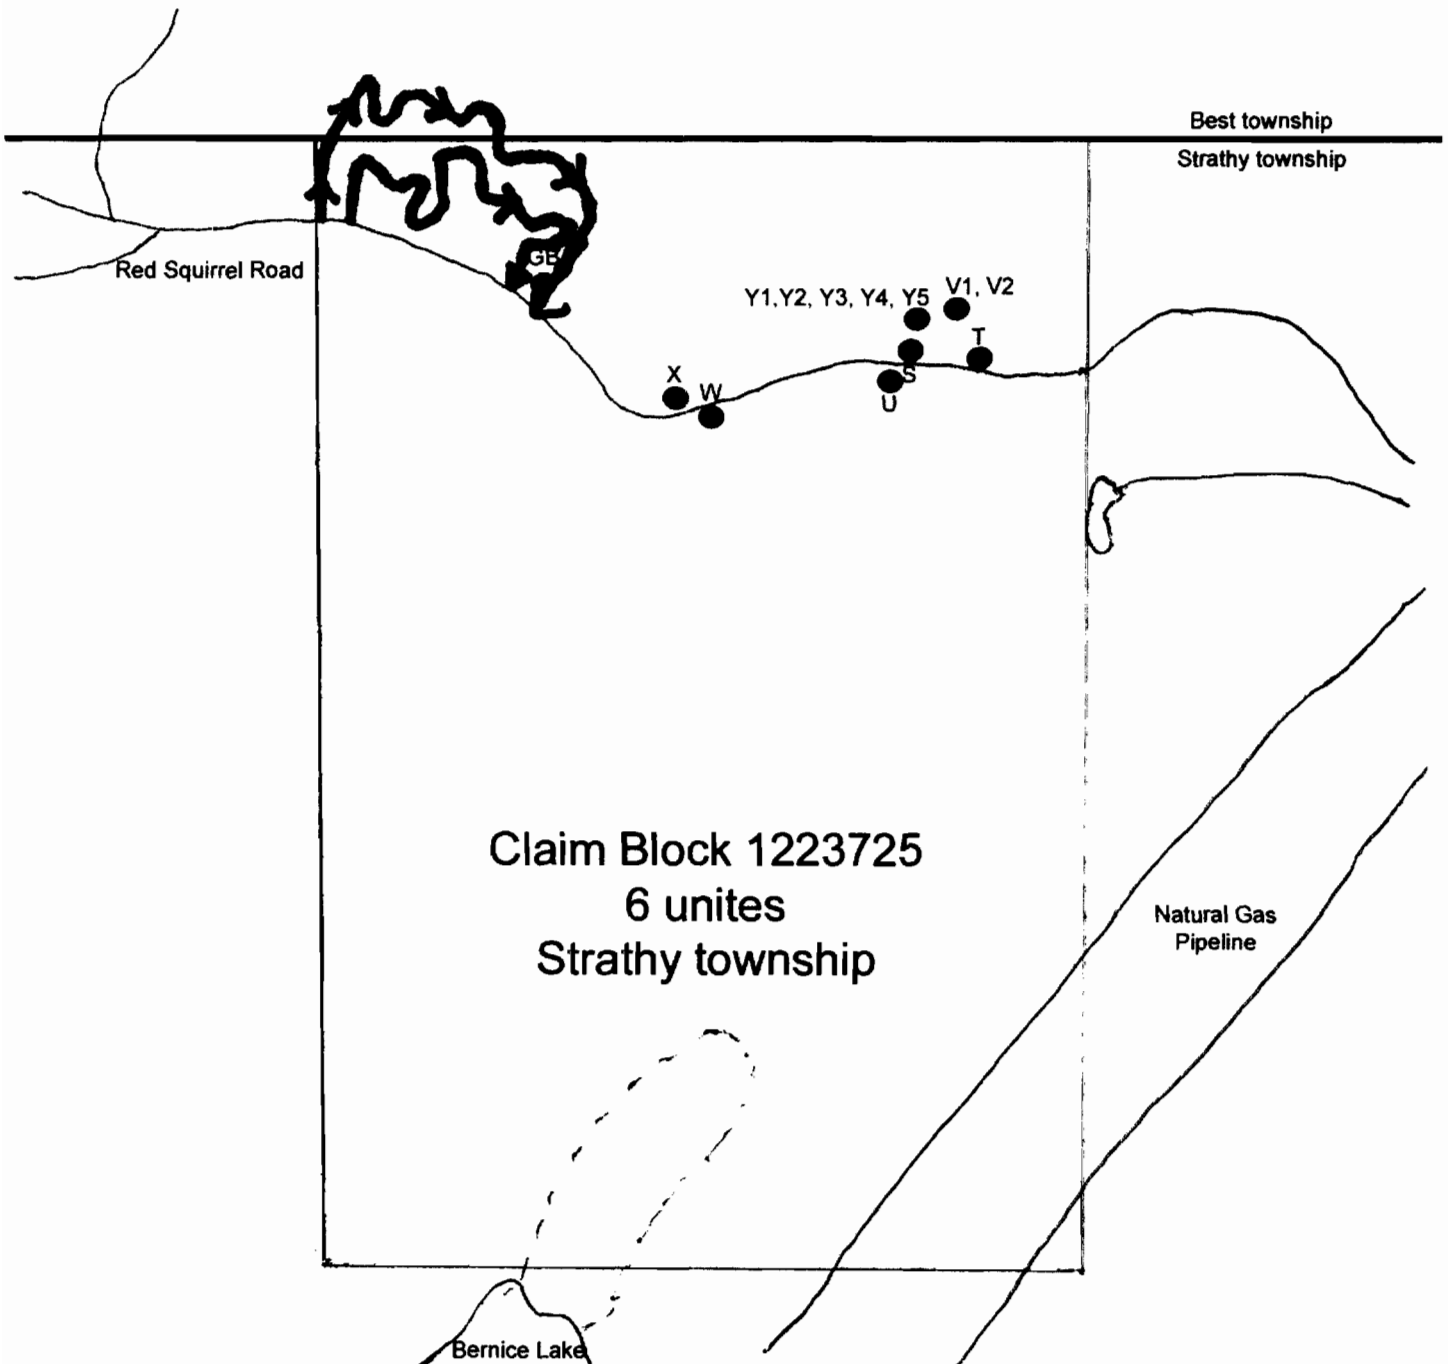 Best township
Strathy township
GB
Red Squirrel Road
V1, V2
Y1,Y2, Y3, Y4, Y5
T
S
X
W
U
Claim Block 1223725
6 unites
Strathy township
Natural Gas
Pipeline
Bernice Lake